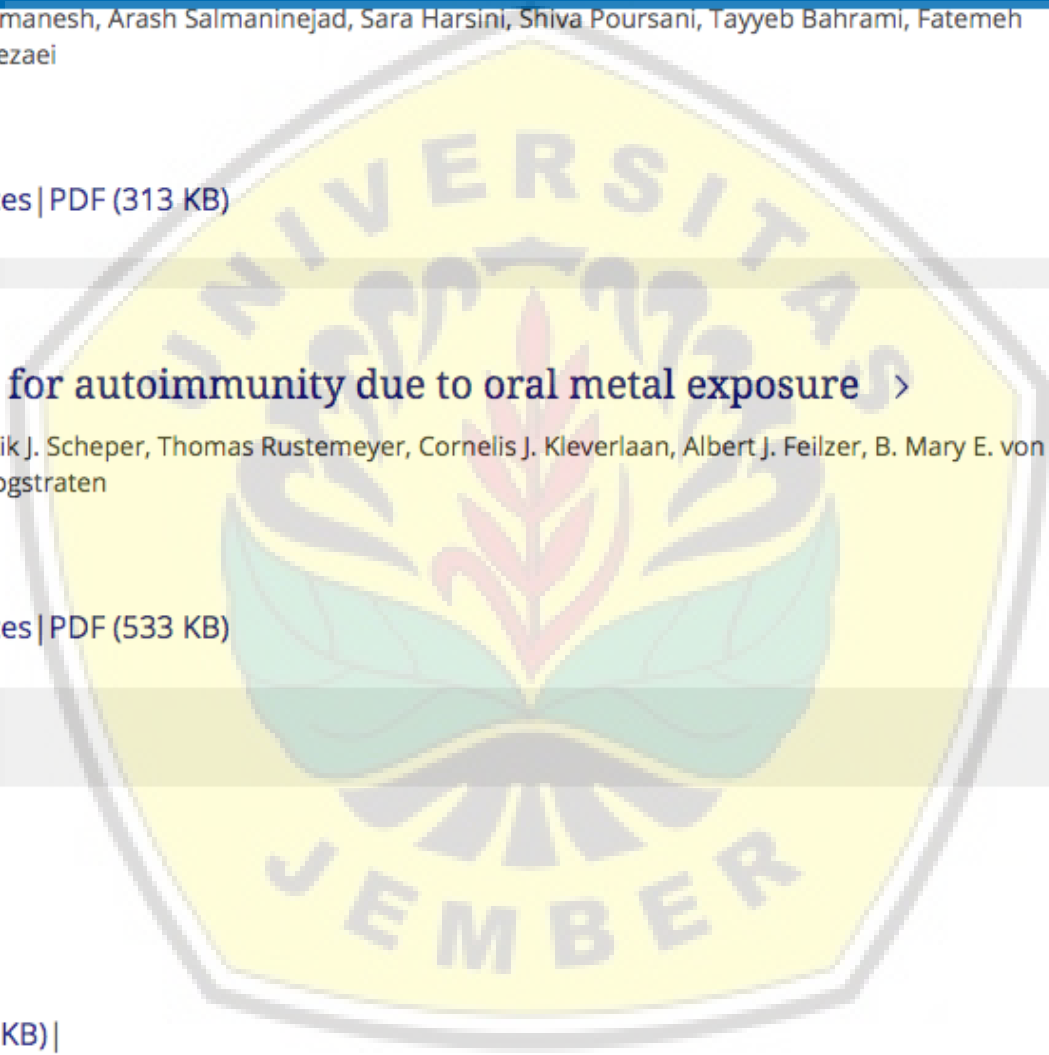 manesh, Arash Salmaninejad, Sara Harsini, Shiva Poursani, Tayyeb Bahrami, Fatemeh
ezaei
es|PDF (313 KB)
UNIVERSITAS
for autoimmunity due to oral metal exposure >
ik J. Scheper, Thomas Rustemeyer, Cornelis J. Kleverlaan, Albert J. Feilzer, B. Mary E. von
ogstraten
es|PDF (533 KB)
JEMBER
KB)|